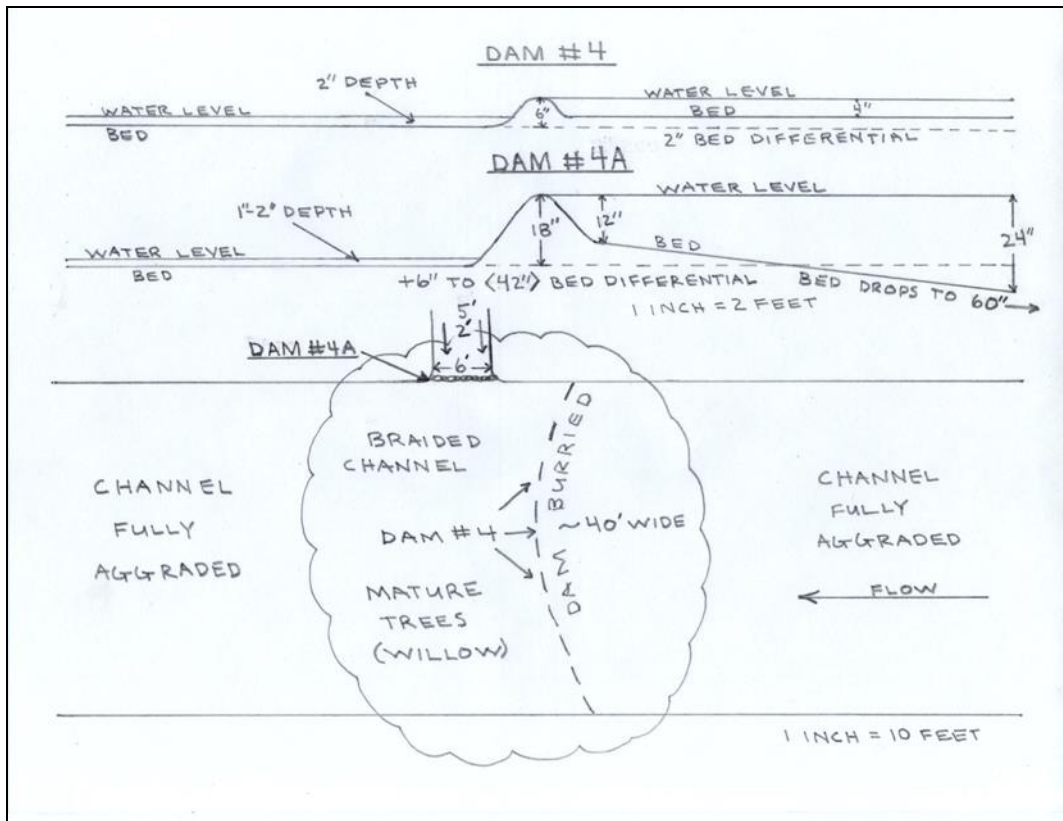 DAM #4
2" DEPTH
WATER LEVEL
BED
6"
WATER LEVEL
BED
4"
2" BED DIFFERENTIAL
DAM #4A
1"-2" DEPTH
WATER LEVEL
BED
18"
12"
WATER LEVEL
BED
24"
+6" TO <42"> BED DIFFERENTIAL
BED DROPS TO 60"
1 INCH = 2 FEET
5'
2'
6'
DAM #4A
BRAIDED
CHANNEL
DAM BURRIED
~40' WIDE
CHANNEL
FULLY
AGGRADED
DAM #4
MATURE
TREES
(WILLOW)
CHANNEL
FULLY
AGGRADED
FLOW
1 INCH = 10 FEET